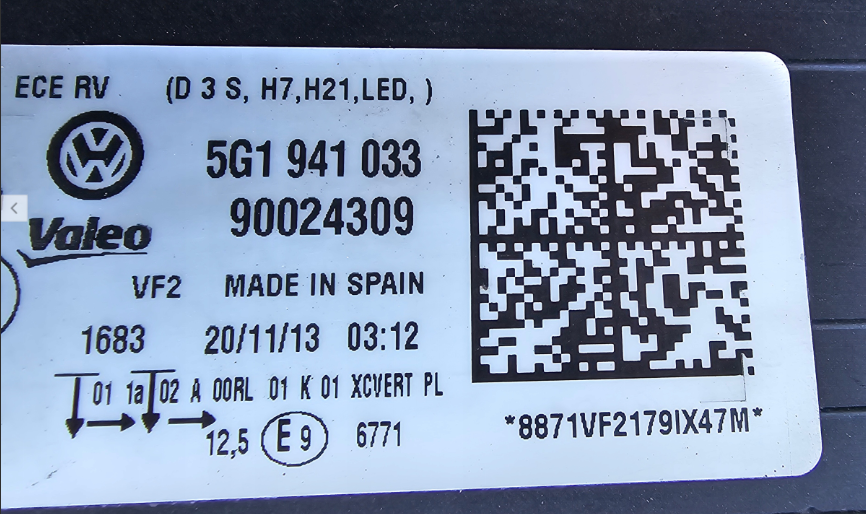 ECE RV (D 3 S, H7,H21,LED, )
5G1 941 033
90024309
Valeo
VF2 MADE IN SPAIN
1683 20/11/13 03:12
01 1a 02 A 00RL 01 K 01 XCVERT PL
12,5 E 9 6771
*8871VF2179IX47M*